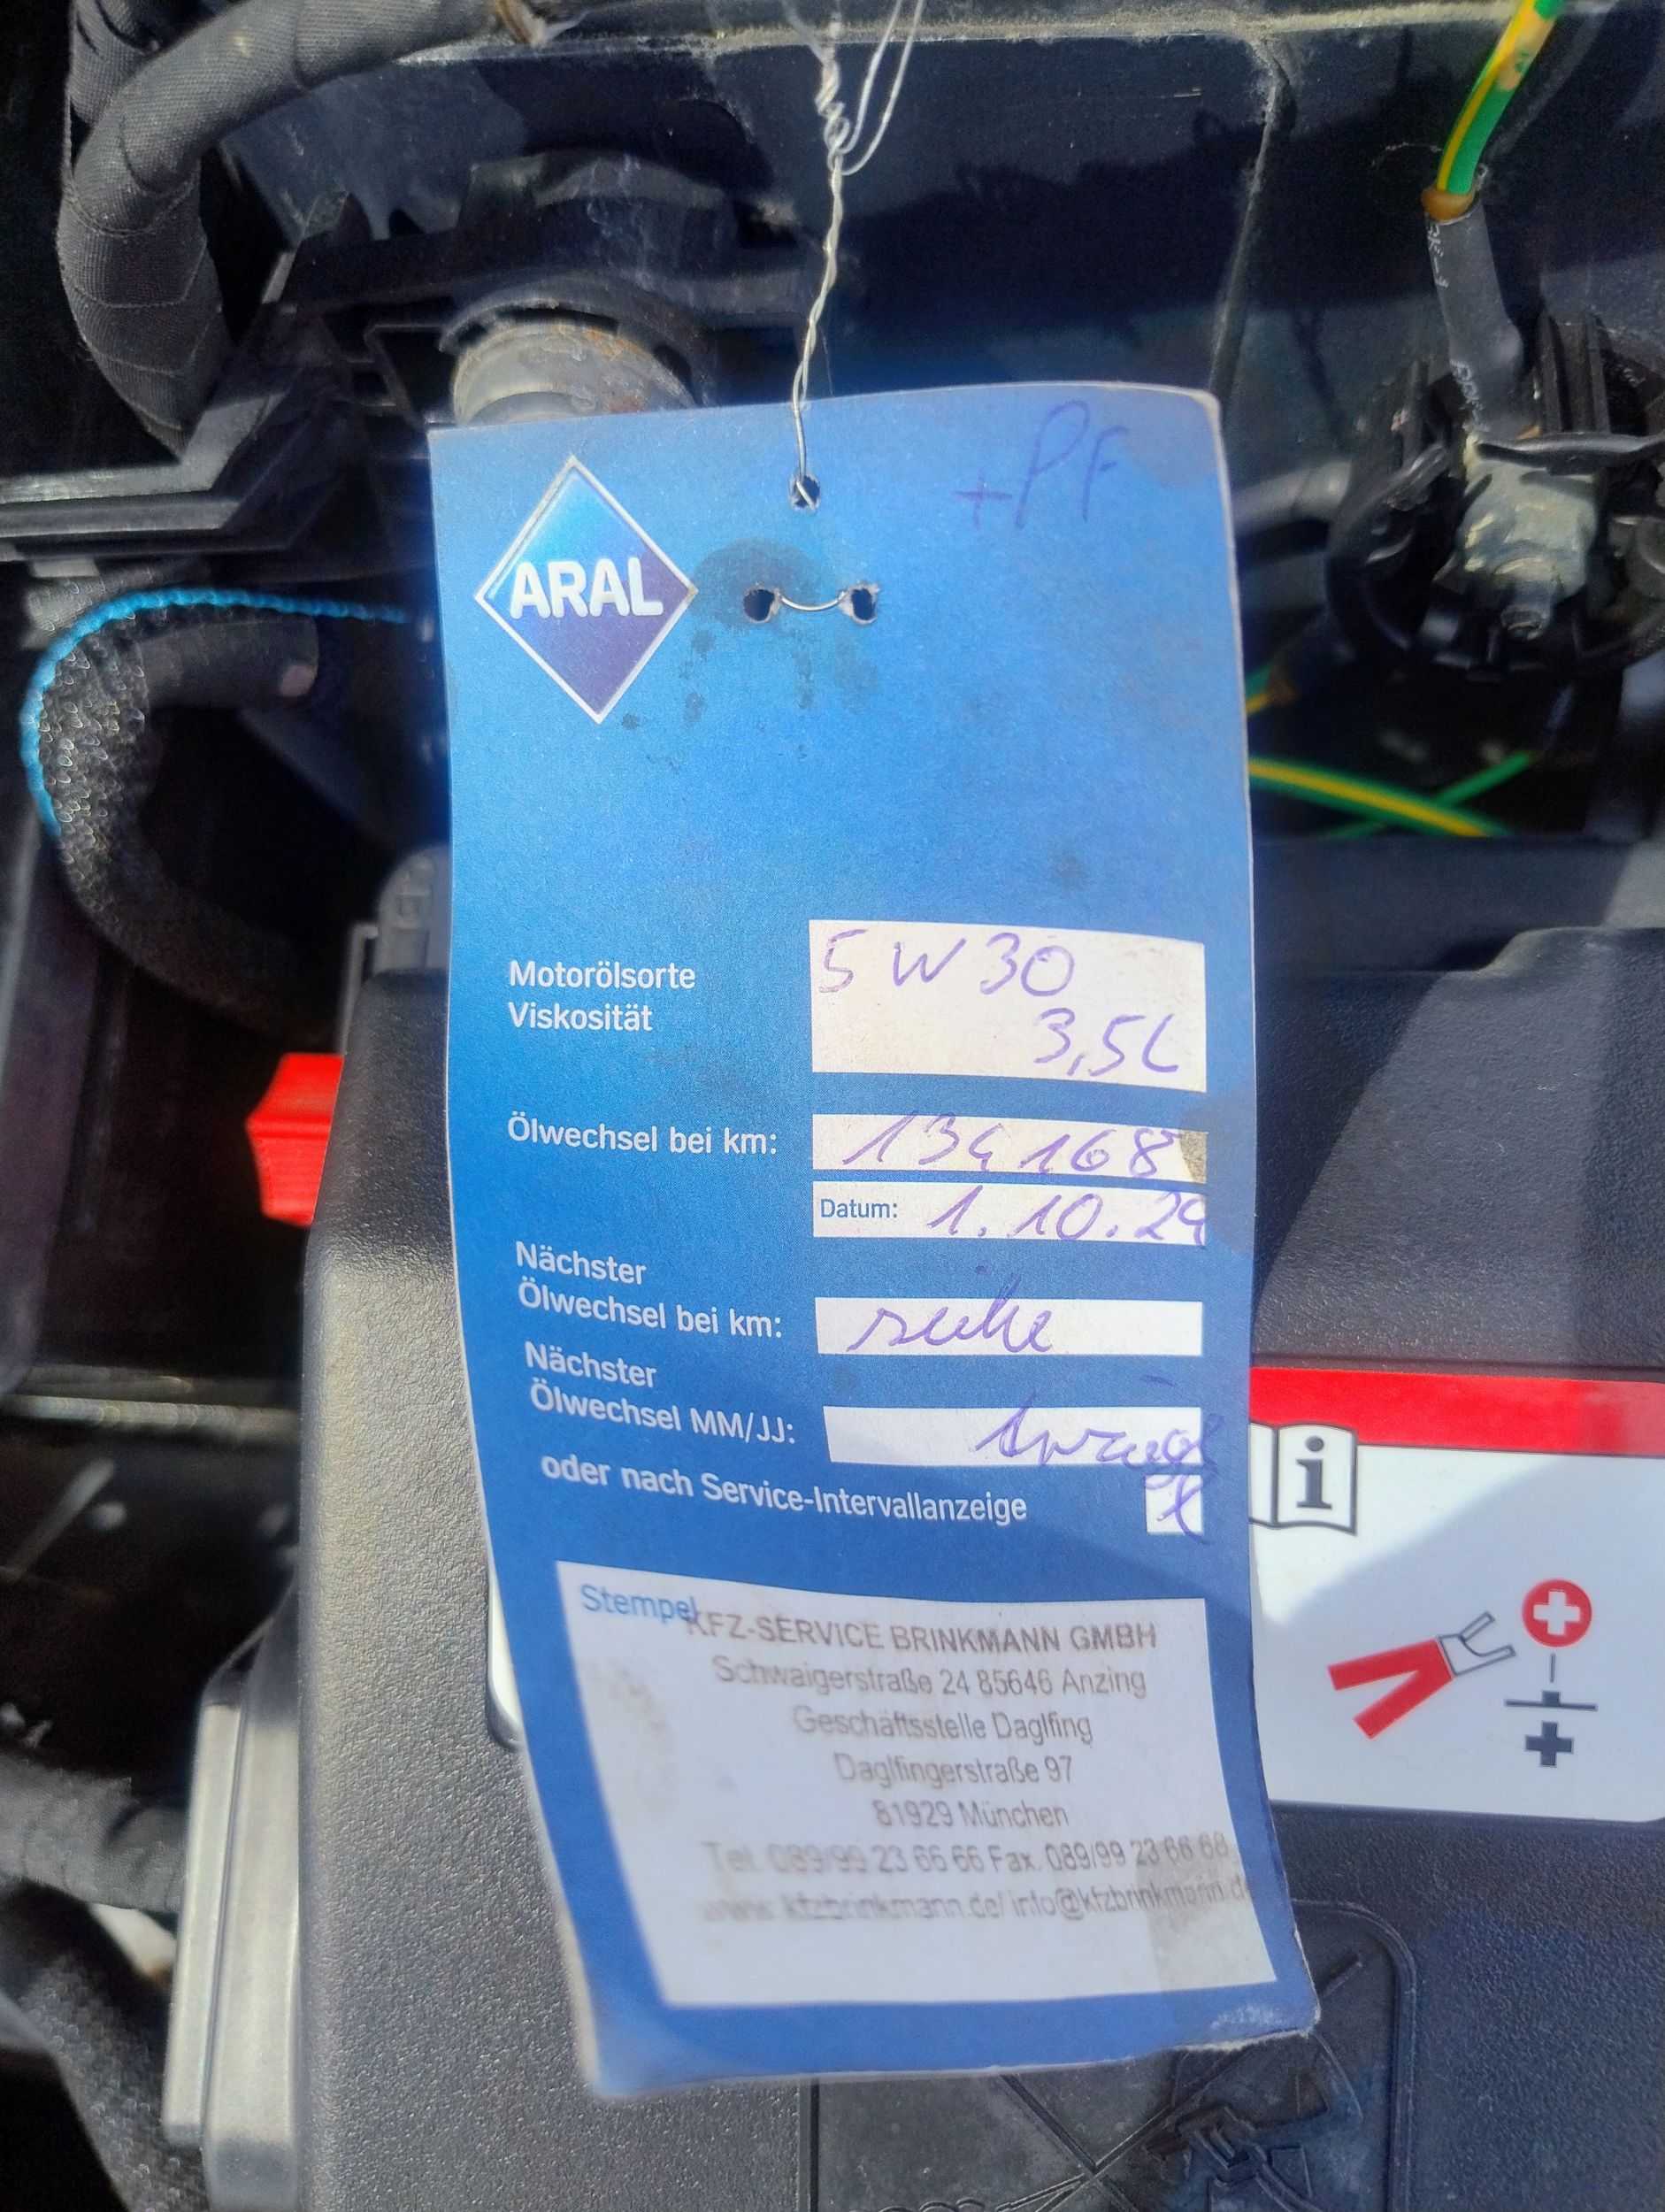 +PF
ARAL
Motorölsorte
Viskosität
5W30
3,5L
Ölwechsel bei km:
134168
Datum: 1.10.24
Nächster
Ölwechsel bei km:
siehe
Nächster
Ölwechsel MM/JJ:
oder nach Service-Intervallanzeige
x
Stempel
KFZ-SERVICE BRINKMANN GMBH
Schwaigerstraße 24 85646 Anzing
Geschäftsstelle Daglfing
Daglfingerstraße 97
81929 München
Tel. 089/99 23 66 66 Fax. 089/99 23 66 68
www.kfzbrinkmann.de/ info@kfzbrinkmann.de
i